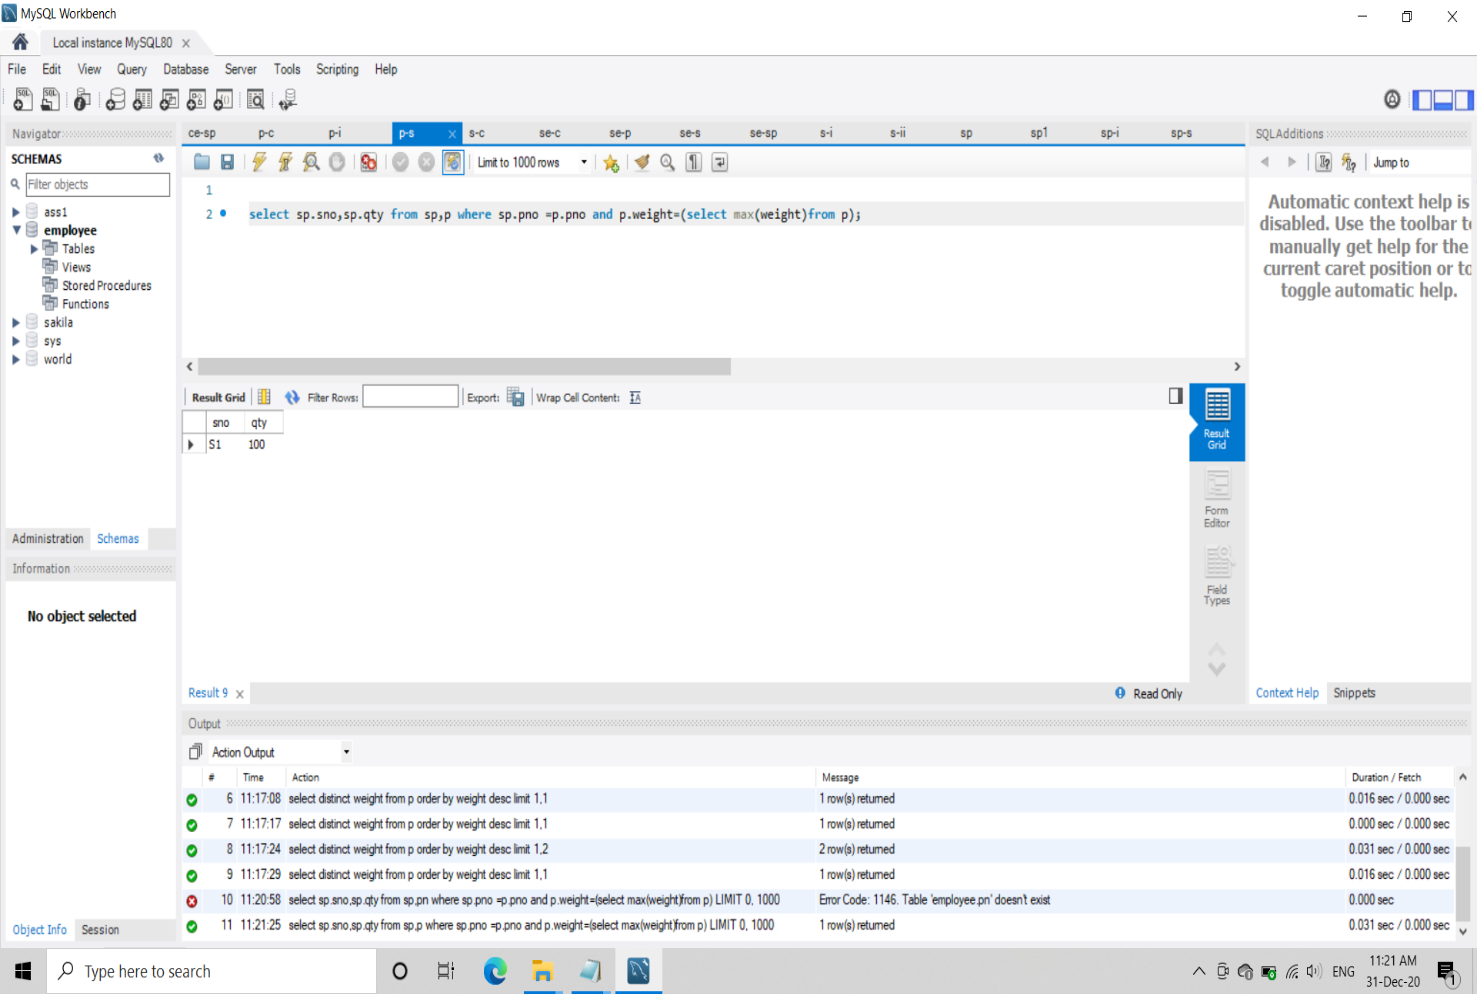 MySQL Workbench
Local instance MySQL80
File Edit View Query Database Server Tools Scripting Help
Navigator
SCHEMAS
Filter objects
ass1
employee
Tables
Views
Stored Procedures
Functions
sakila
sys
world
Administration Schemas
Information
No object selected
Object Info Session
ce-sp p-c p-i p-s s-c se-c se-p se-s se-sp s-i s-ii sp sp1 sp-i sp-s
Limit to 1000 rows
1
2 select sp.sno,sp.qty from sp,p where sp.pno =p.pno and p.weight=(select max(weight)from p);
Result Grid Filter Rows: Export: Wrap Cell Content:
sno qty
S1 100
Result Grid
Form Editor
Field Types
Result 9 Read Only
SQLAdditions
Jump to
Automatic context help is
disabled. Use the toolbar to
manually get help for the
current caret position or to
toggle automatic help.
Context Help Snippets
Output
Action Output
# Time Action Message Duration / Fetch
6 11:17:08 select distinct weight from p order by weight desc limit 1,1 1 row(s) returned 0.016 sec / 0.000 sec
7 11:17:17 select distinct weight from p order by weight desc limit 1,1 1 row(s) returned 0.000 sec / 0.000 sec
8 11:17:24 select distinct weight from p order by weight desc limit 1,2 2 row(s) returned 0.031 sec / 0.000 sec
9 11:17:29 select distinct weight from p order by weight desc limit 1,1 1 row(s) returned 0.016 sec / 0.000 sec
10 11:20:58 select sp.sno,sp.qty from sp,pn where sp.pno =p.pno and p.weight=(select max(weight)from p) LIMIT 0, 1000 Error Code: 1146. Table 'employee.pn' doesn't exist 0.000 sec
11 11:21:25 select sp.sno,sp.qty from sp,p where sp.pno =p.pno and p.weight=(select max(weight)from p) LIMIT 0, 1000 1 row(s) returned 0.031 sec / 0.000 sec
Type here to search
ENG
11:21 AM
31-Dec-20
1